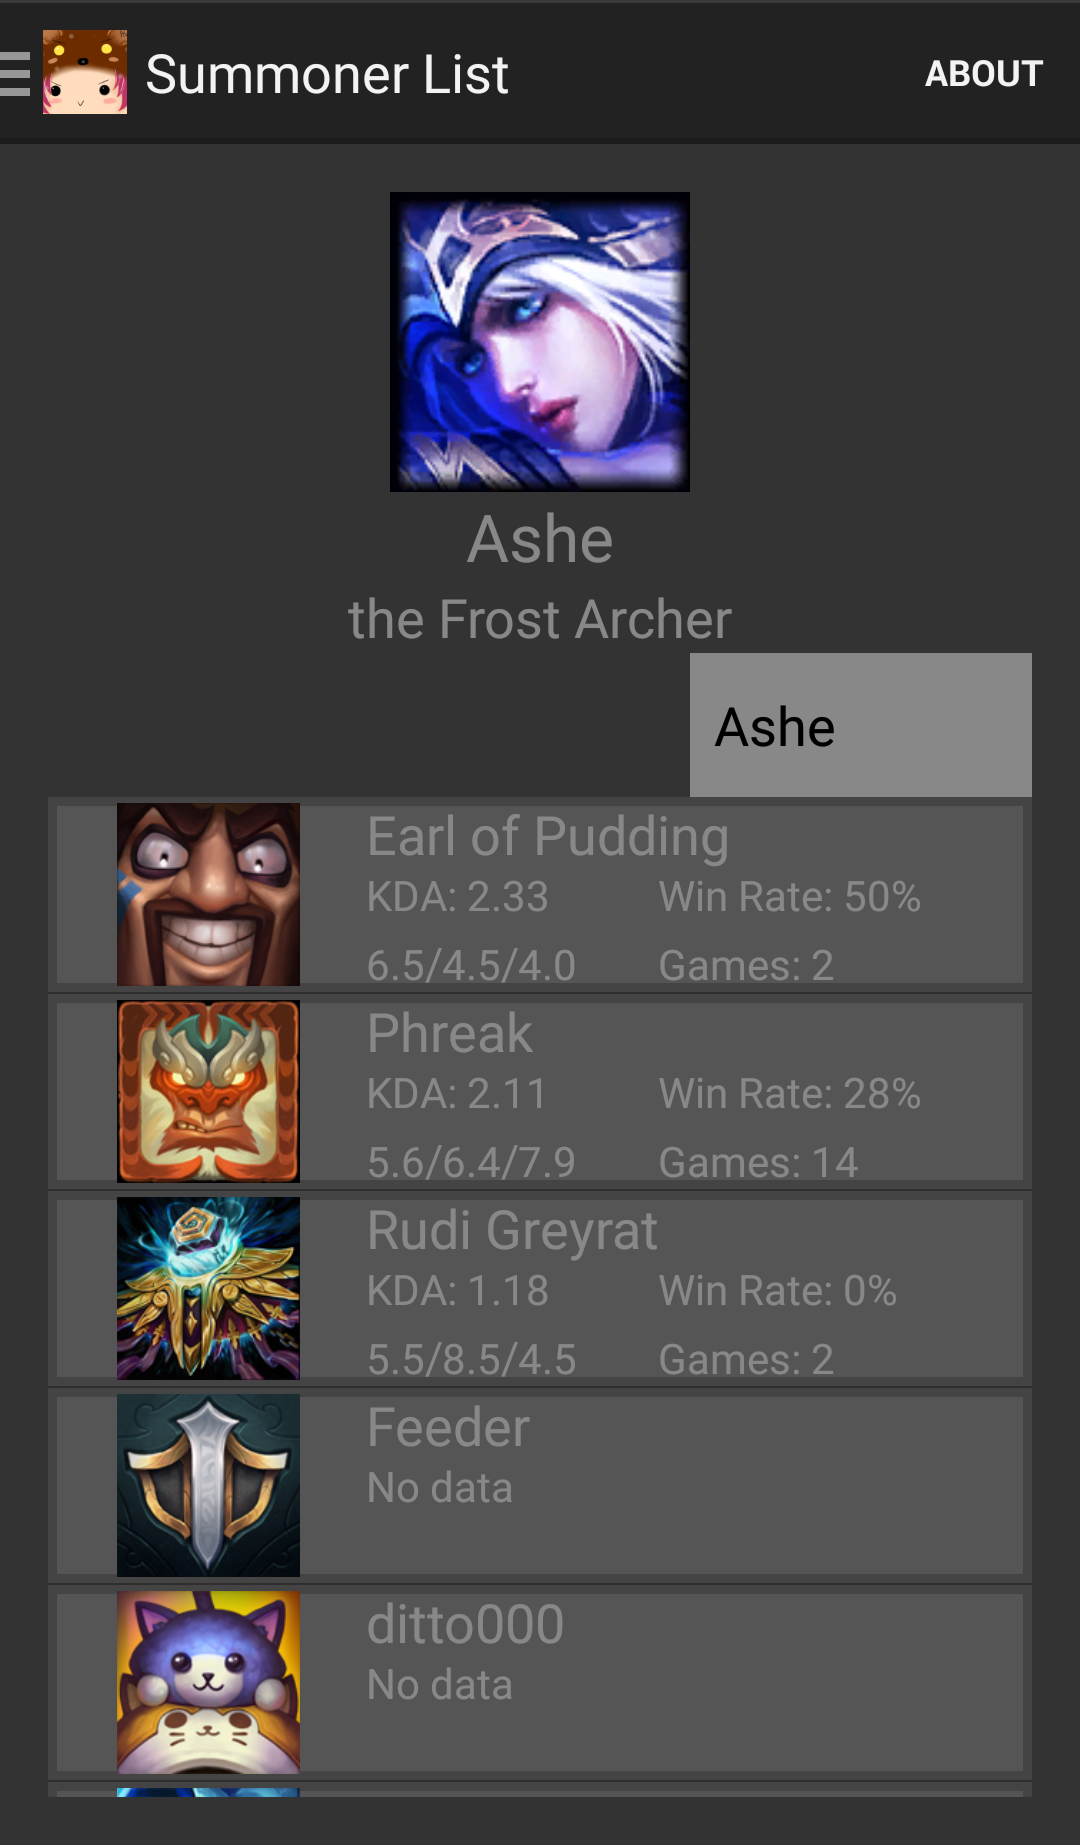 Summoner List
ABOUT
Ashe
the Frost Archer
Ashe
Earl of Pudding
KDA: 2.33 Win Rate: 50%
6.5/4.5/4.0 Games: 2
Phreak
KDA: 2.11 Win Rate: 28%
5.6/6.4/7.9 Games: 14
Rudi Greyrat
KDA: 1.18 Win Rate: 0%
5.5/8.5/4.5 Games: 2
Feeder
No data
ditto000
No data